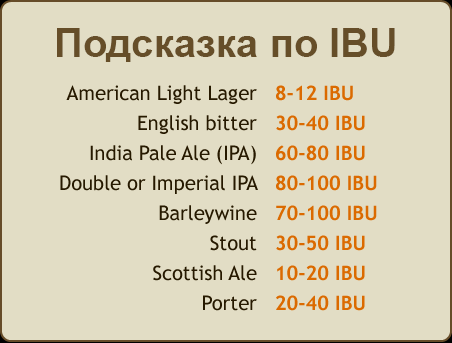 Подсказка по IBU
American Light Lager 8-12 IBU
English bitter 30-40 IBU
India Pale Ale (IPA) 60-80 IBU
Double or Imperial IPA 80-100 IBU
Barleywine 70-100 IBU
Stout 30-50 IBU
Scottish Ale 10-20 IBU
Porter 20-40 IBU